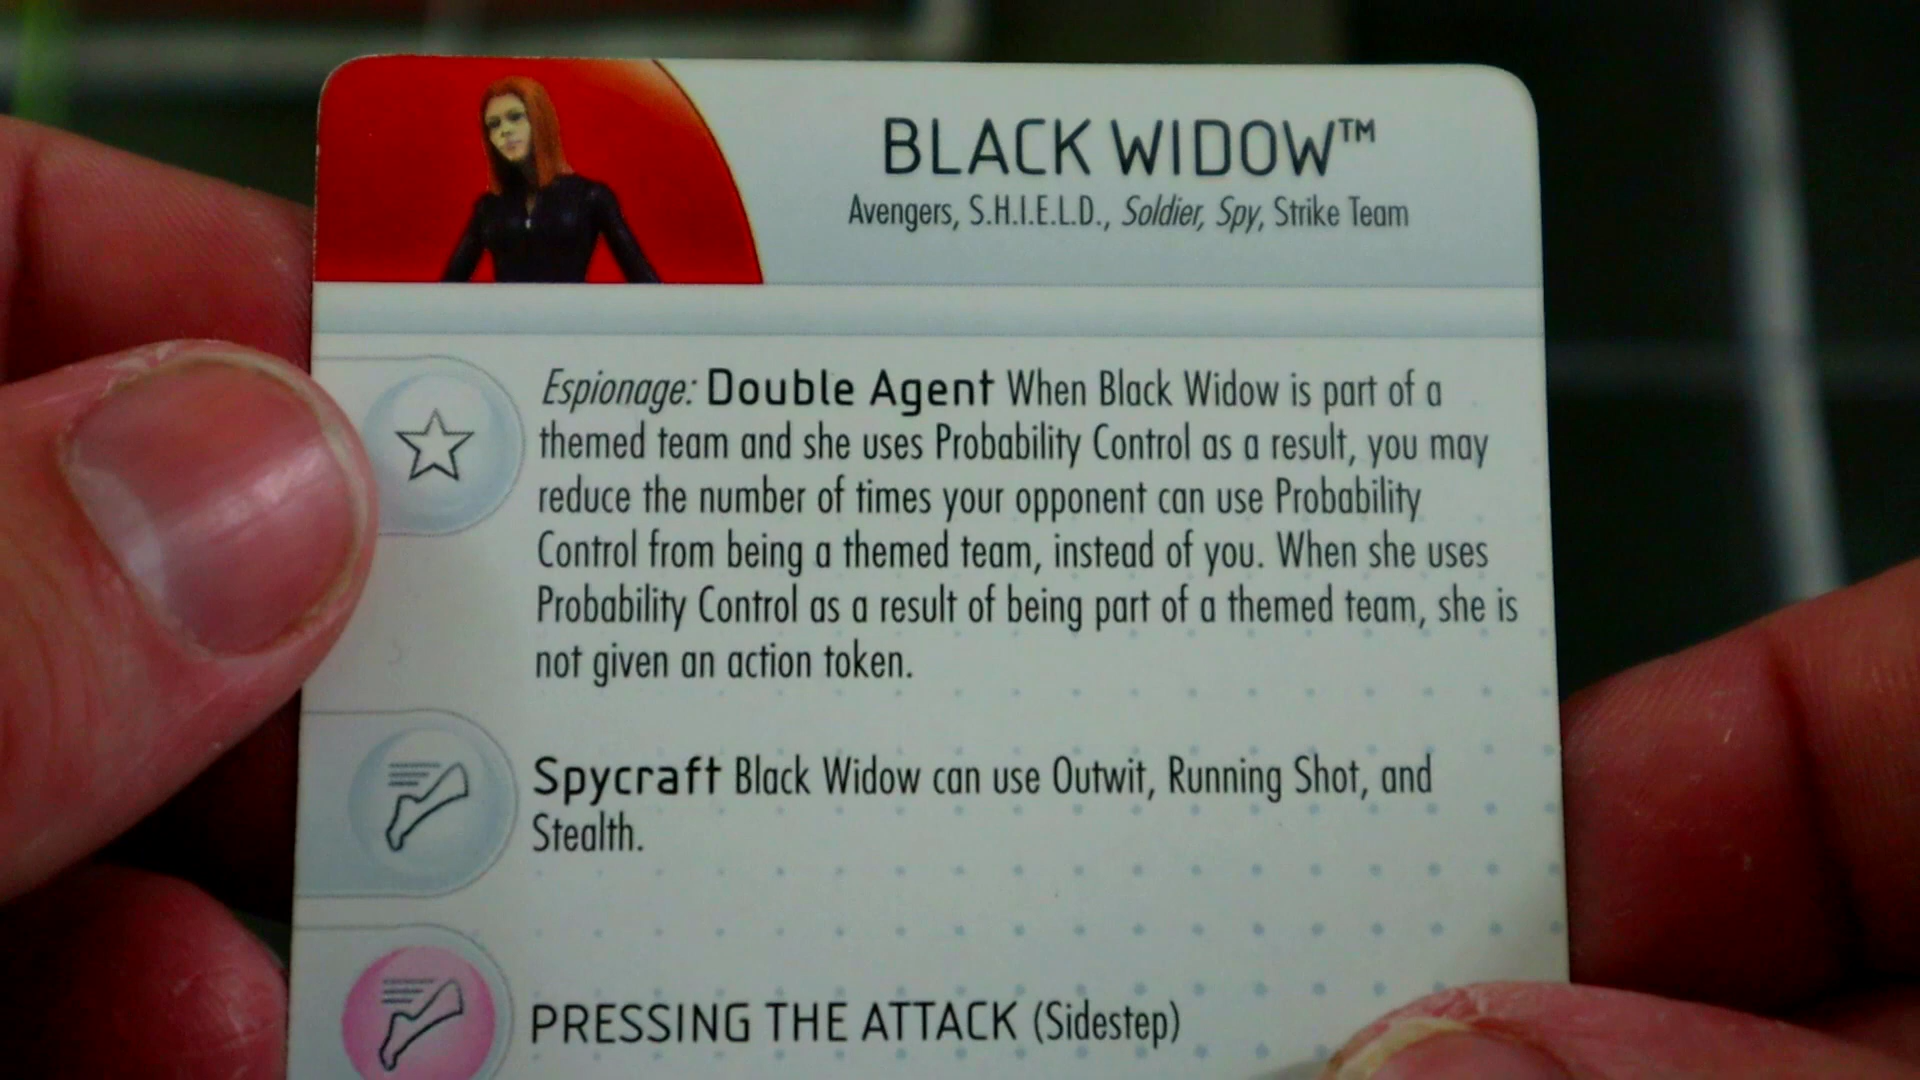 BLACK WIDOW™
Avengers, S.H.I.E.L.D., Soldier, Spy, Strike Team
Espionage: Double Agent When Black Widow is part of a
themed team and she uses Probability Control as a result, you may
reduce the number of times your opponent can use Probability
Control from being a themed team, instead of you. When she uses
Probability Control as a result of being part of a themed team, she is
not given an action token.
Spycraft Black Widow can use Outwit, Running Shot, and
Stealth.
PRESSING THE ATTACK (Sidestep)